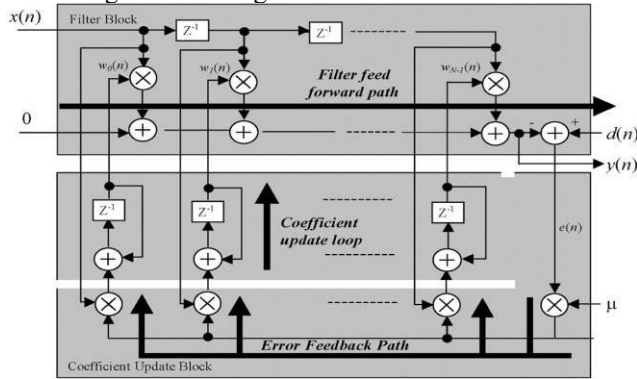 x(n)
Filter Block
Z-1
Z-1
w0(n)
w1(n)
wN-1(n)
Filter feed
forward path
0
-
+
d(n)
y(n)
Z-1
Z-1
Z-1
Coefficient
update loop
e(n)
μ
Error Feedback Path
Coefficient Update Block